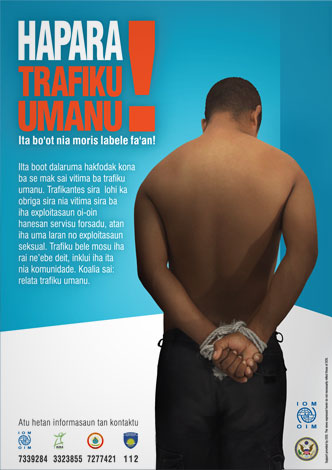 HAPARA
TRAFIKU
UMANU!
Ita bo'ot nia moris labele fa'an!
Ita boot dalaruma hakfodak kona
ba se mak sai vitima ba trafiku
umanu. Trafikantes sira lohi ka
obriga sira nia vitima sira ba
iha exploitasaun oi-oin
hanesan servisu forsadu, atan
iha uma laran no exploitasaun
seksual. Trafiku bele mosu iha
rai ne'ebe deit, inklui iha ita
nia komunidade. Koalia sai:
relata trafiku umanu.
Atu hetan informasaun tan kontaktu
IOM
OIM
7339284 3323855 7277421 112
IOM
OIM